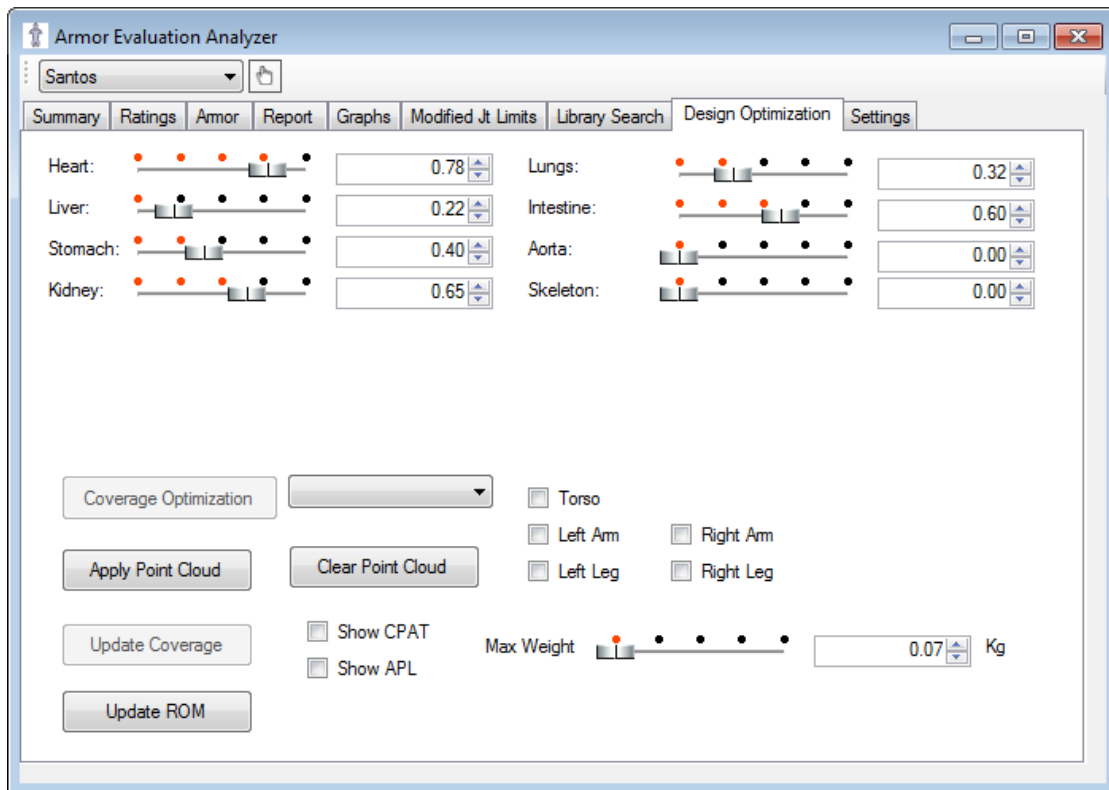 Armor Evaluation Analyzer
Santos
Summary Ratings Armor Report Graphs Modified Jt Limits Library Search Design Optimization Settings
Heart: 0.78 Lungs: 0.32
Liver: 0.22 Intestine: 0.60
Stomach: 0.40 Aorta: 0.00
Kidney: 0.65 Skeleton: 0.00
Coverage Optimization Torso
Left Arm Right Arm
Apply Point Cloud Clear Point Cloud Left Leg Right Leg
Update Coverage Show CPAT Max Weight 0.07 Kg
Show APL
Update ROM